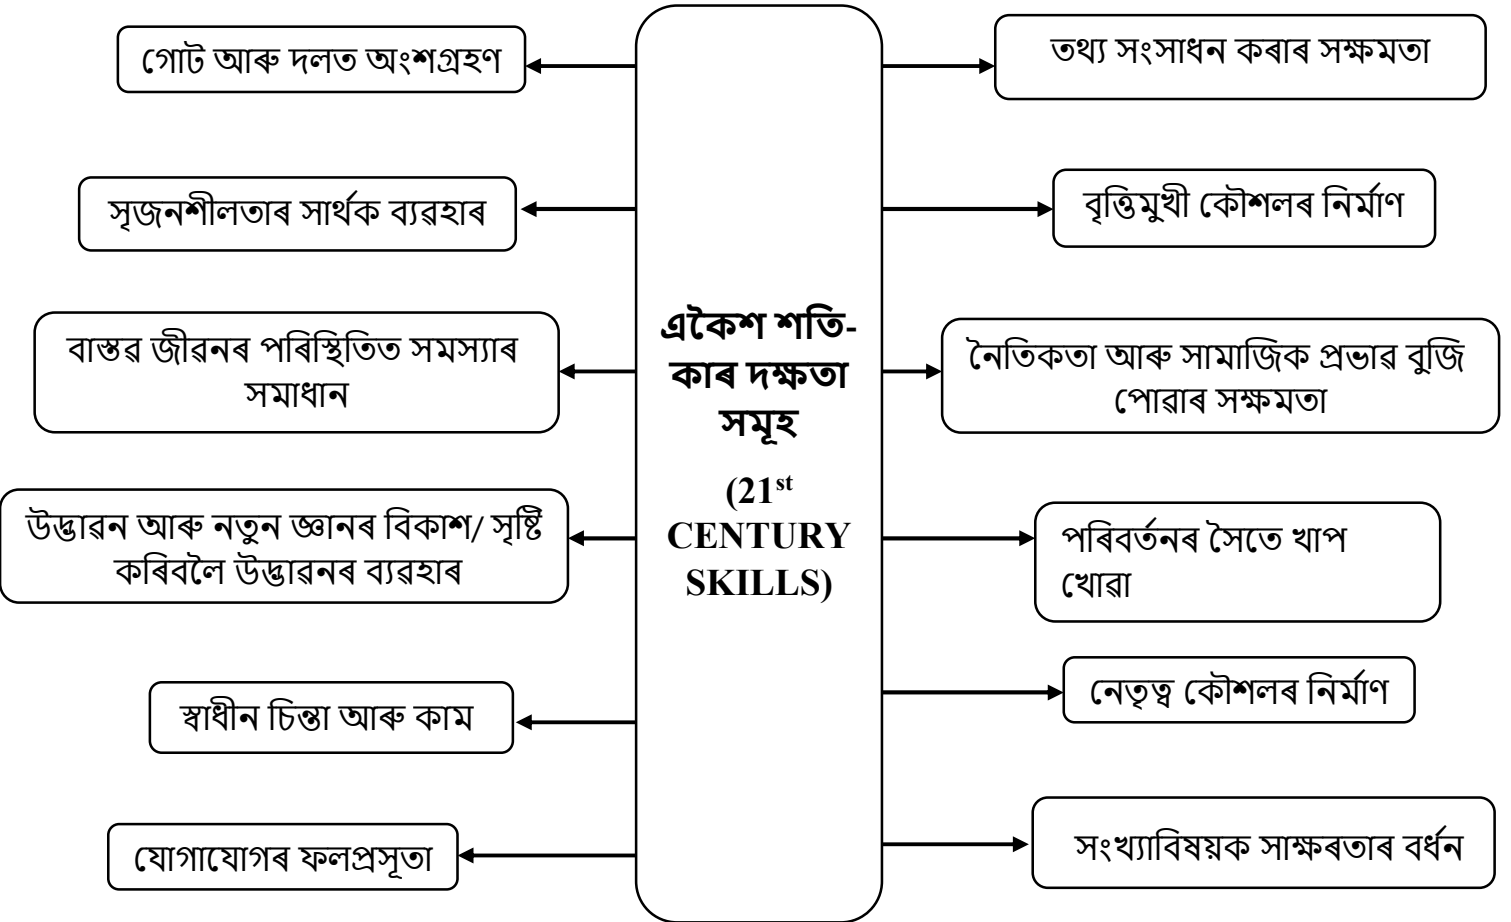 গোট আৰু দলত অংশগ্ৰহণ
সৃজনশীলতাৰ সাৰ্থক ব্যৱহাৰ
বাস্তৱ জীৱনৰ পৰিস্থিতিত সমস্যাৰ
সমাধান
উদ্ভাৱন আৰু নতুন জ্ঞানৰ বিকাশ/ সৃষ্টি
কৰিবলৈ উদ্ভাৱনৰ ব্যৱহাৰ
স্বাধীন চিন্তা আৰু কাম
যোগাযোগৰ ফলপ্ৰসূতা
একৈশ শতি-
কাৰ দক্ষতা
সমূহ
(21st
CENTURY
SKILLS)
তথ্য সংসাধন কৰাৰ সক্ষমতা
বৃত্তিমুখী কৌশলৰ নিৰ্মাণ
নৈতিকতা আৰু সামাজিক প্ৰভাৱ বুজি
পোৱাৰ সক্ষমতা
পৰিবৰ্তনৰ সৈতে খাপ
খোৱা
নেতৃত্ব কৌশলৰ নিৰ্মাণ
সংখ্যাবিষয়ক সাক্ষৰতাৰ বৰ্ধন